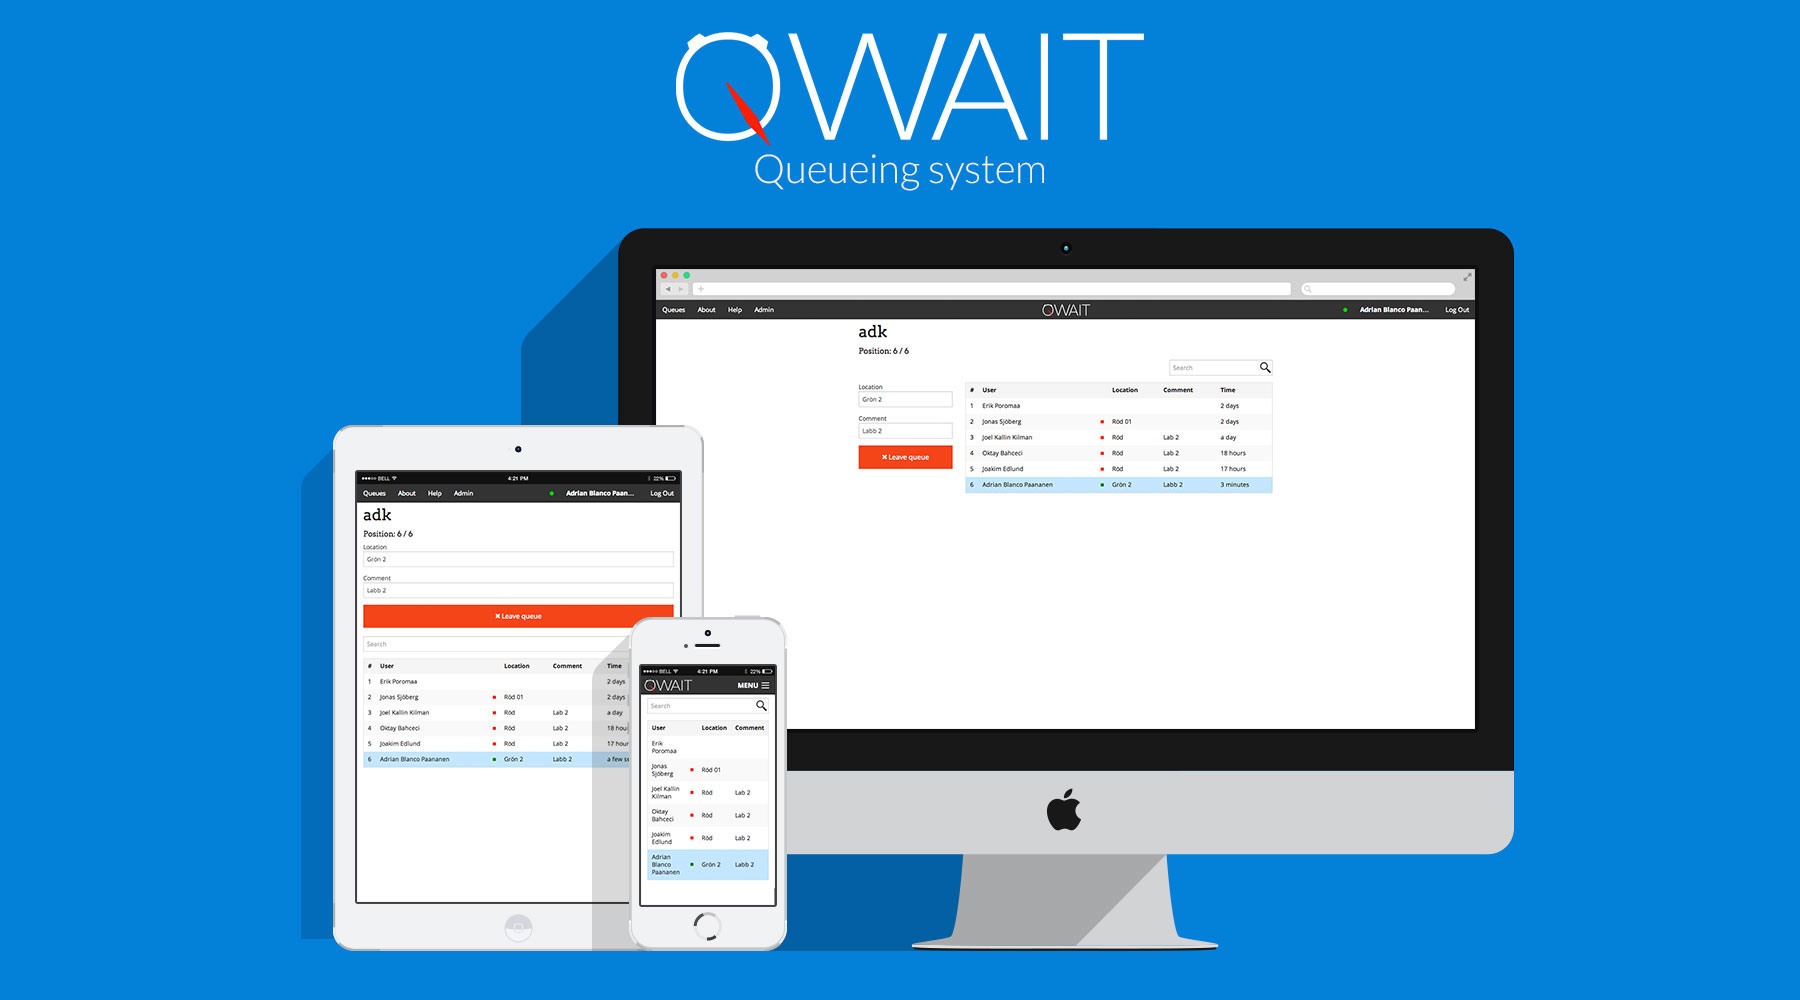 QWAIT
Queueing system
Queues About Help Admin QWAIT Adrian Blanco Paan... Log Out
adk
Position: 6 / 6
Search
Location
Grön 2
Comment
Labb 2
✖ Leave queue
# User Location Comment Time
1 Erik Poromaa 2 days
2 Jonas Sjöberg Röd 01 2 days
3 Joel Kallin Kilman Röd Lab 2 a day
4 Oktay Bahceci Röd Lab 2 18 hours
5 Joakim Edlund Röd Lab 2 17 hours
6 Adrian Blanco Paananen Grön 2 Labb 2 3 minutes
BELL 4:21 PM 22%
Queues About Help Admin Adrian Blanco Paan... Log Out
adk
Position: 6 / 6
Location
Grön 2
Comment
Labb 2
✖ Leave queue
Search
# User Location Comment Time
1 Erik Poromaa 2 days
2 Jonas Sjöberg Röd 01 2 days
3 Joel Kallin Kilman Röd Lab 2 a day
4 Oktay Bahceci Röd Lab 2 18 hou
5 Joakim Edlund Röd Lab 2 17 hou
6 Adrian Blanco Paananen Grön 2 Labb 2 a few se
BELL 4:21 PM 22%
QWAIT MENU
Search
User Location Comment
Erik
Poromaa
Jonas
Sjöberg Röd 01
Joel Kallin
Kilman Röd Lab 2
Oktay
Bahceci Röd Lab 2
Joakim
Edlund Röd Lab 2
Adrian
Blanco
Paananen Grön 2 Labb 2